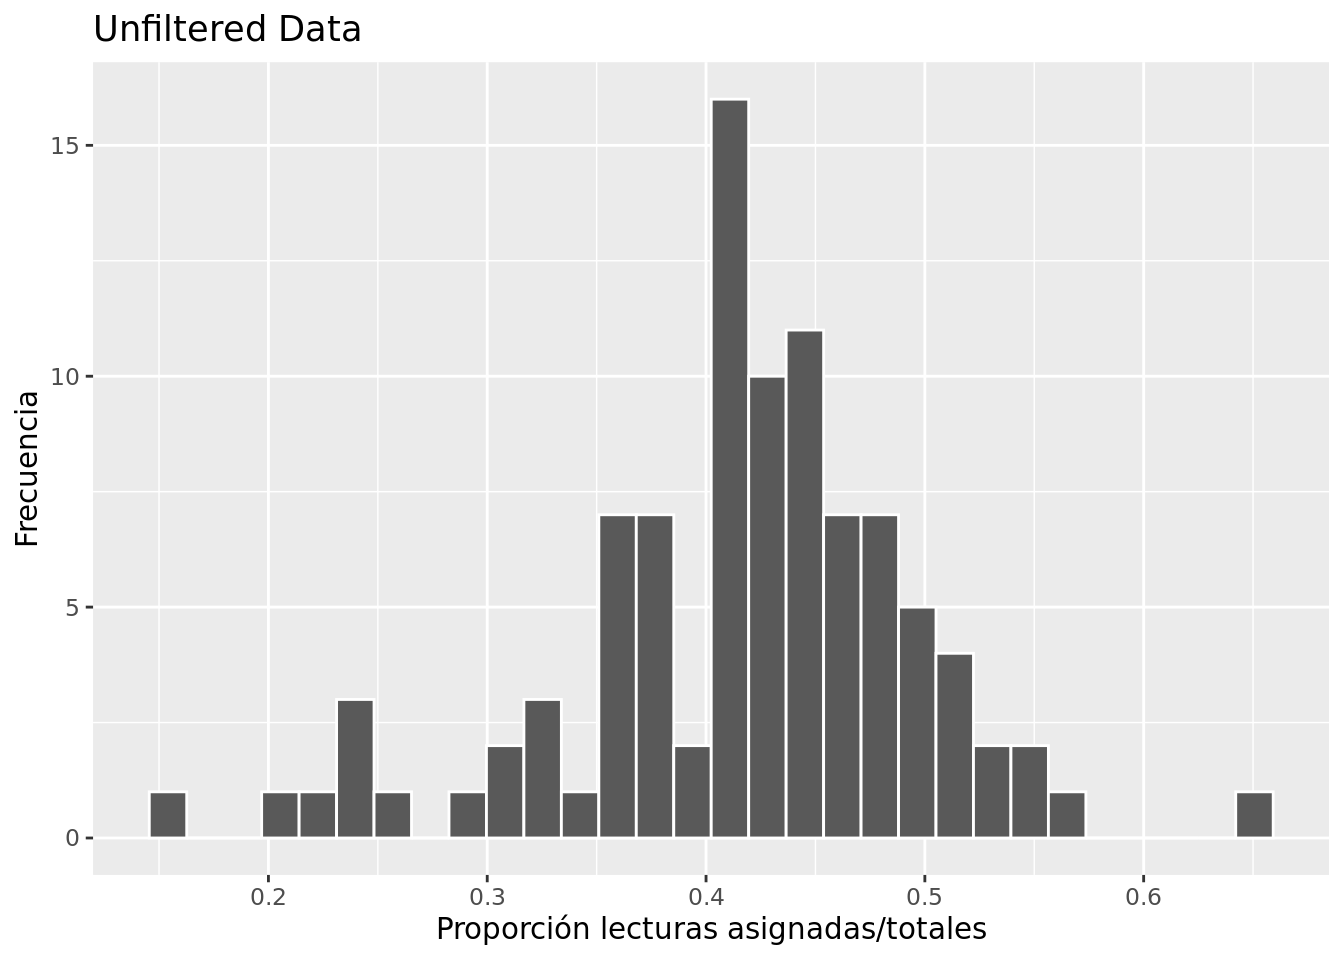 Unfiltered Data
15
10
5
0
Frecuencia
0.2 0.3 0.4 0.5 0.6
Proporción lecturas asignadas/totales